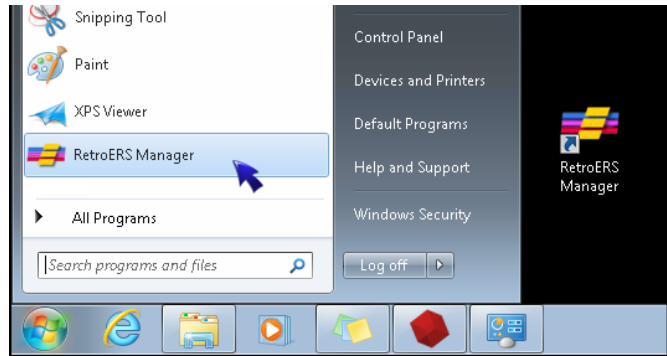 Snipping Tool
Paint
XPS Viewer
RetroERS Manager
All Programs
Search programs and files
Control Panel
Devices and Printers
Default Programs
Help and Support
Windows Security
Log off
RetroERS
Manager